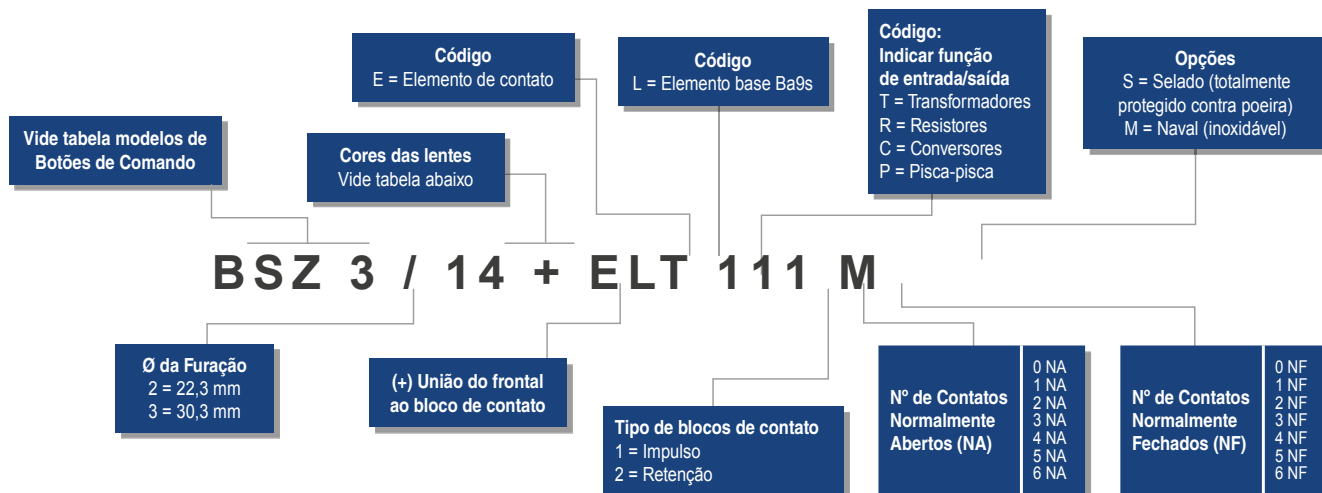 Código
E = Elemento de contato
Código
L = Elemento base Ba9s
Código:
Indicar função
de entrada/saída
T = Transformadores
R = Resistores
C = Conversores
P = Pisca-pisca
Opções
S = Selado (totalmente
protegido contra poeira)
M = Naval (inoxidável)
Vide tabela modelos de
Botões de Comando
Cores das lentes
Vide tabela abaixo
BSZ 3 / 14 + ELT 111 M
Ø da Furação
2 = 22,3 mm
3 = 30,3 mm
(+) União do frontal
ao bloco de contato
Tipo de blocos de contato
1 = Impulso
2 = Retenção
Nº de Contatos
Normalmente
Abertos (NA)
0 NA
1 NA
2 NA
3 NA
4 NA
5 NA
6 NA
Nº de Contatos
Normalmente
Fechados (NF)
0 NF
1 NF
2 NF
3 NF
4 NF
5 NF
6 NF